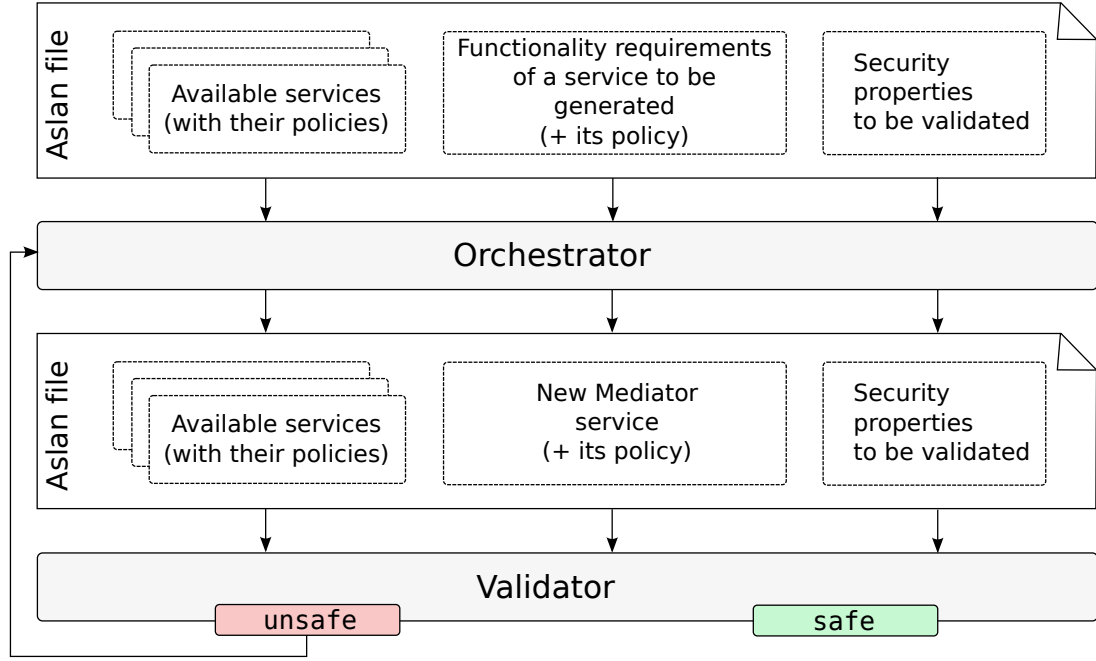 Aslan file
Available services
(with their policies)
Functionality requirements
of a service to be
generated
(+ its policy)
Security
properties
to be validated
Orchestrator
Aslan file
Available services
(with their policies)
New Mediator
service
(+ its policy)
Security
properties
to be validated
Validator
unsafe
safe